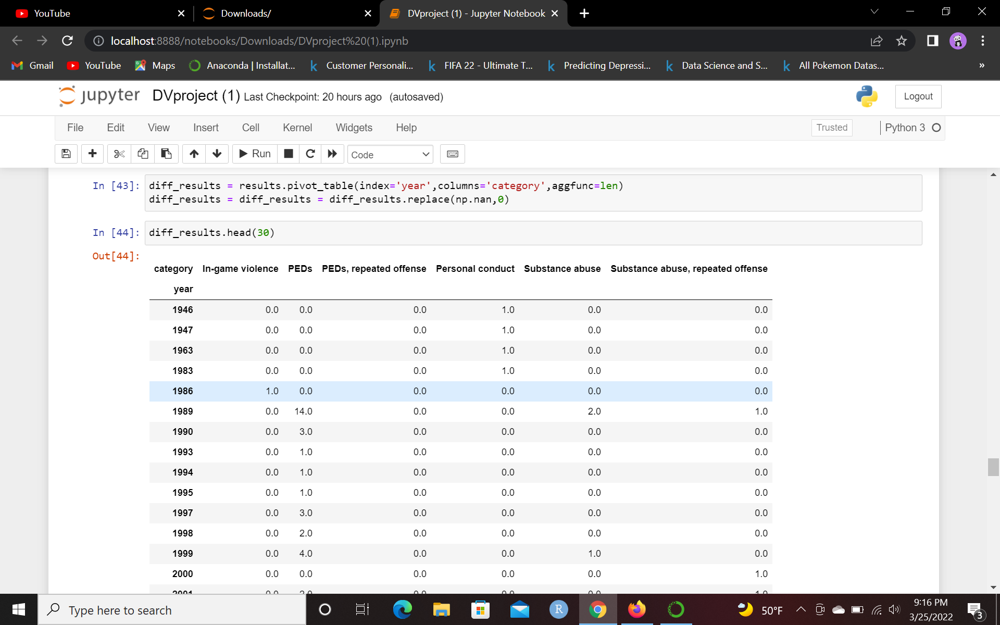 YouTube
Downloads/
DVproject (1) - Jupyter Notebook
localhost:8888/notebooks/Downloads/DVproject%20(1).ipynb
Gmail YouTube Maps Anaconda | Installat... Customer Personali... FIFA 22 - Ultimate T... Predicting Depressi... Data Science and S... All Pokemon Datas... »
jupyter DVproject (1) Last Checkpoint: 20 hours ago (autosaved) Logout
File Edit View Insert Cell Kernel Widgets Help Trusted Python 3
Run Code
In [43]: diff_results = results.pivot_table(index='year',columns='category',aggfunc=len)
diff_results = diff_results = diff_results.replace(np.nan,0)
In [44]: diff_results.head(30)
Out[44]:
category In-game violence PEDs PEDs, repeated offense Personal conduct Substance abuse Substance abuse, repeated offense
year
1946 0.0 0.0 0.0 1.0 0.0 0.0
1947 0.0 0.0 0.0 1.0 0.0 0.0
1963 0.0 0.0 0.0 1.0 0.0 0.0
1983 0.0 0.0 0.0 1.0 0.0 0.0
1986 1.0 0.0 0.0 0.0 0.0 0.0
1989 0.0 14.0 0.0 0.0 2.0 1.0
1990 0.0 3.0 0.0 0.0 0.0 0.0
1993 0.0 1.0 0.0 0.0 0.0 0.0
1994 0.0 1.0 0.0 0.0 0.0 0.0
1995 0.0 1.0 0.0 0.0 0.0 0.0
1997 0.0 3.0 0.0 0.0 0.0 0.0
1998 0.0 2.0 0.0 0.0 0.0 0.0
1999 0.0 4.0 0.0 0.0 1.0 0.0
2000 0.0 0.0 0.0 0.0 0.0 1.0
Type here to search
R
50°F
9:16 PM
3/25/2022
3